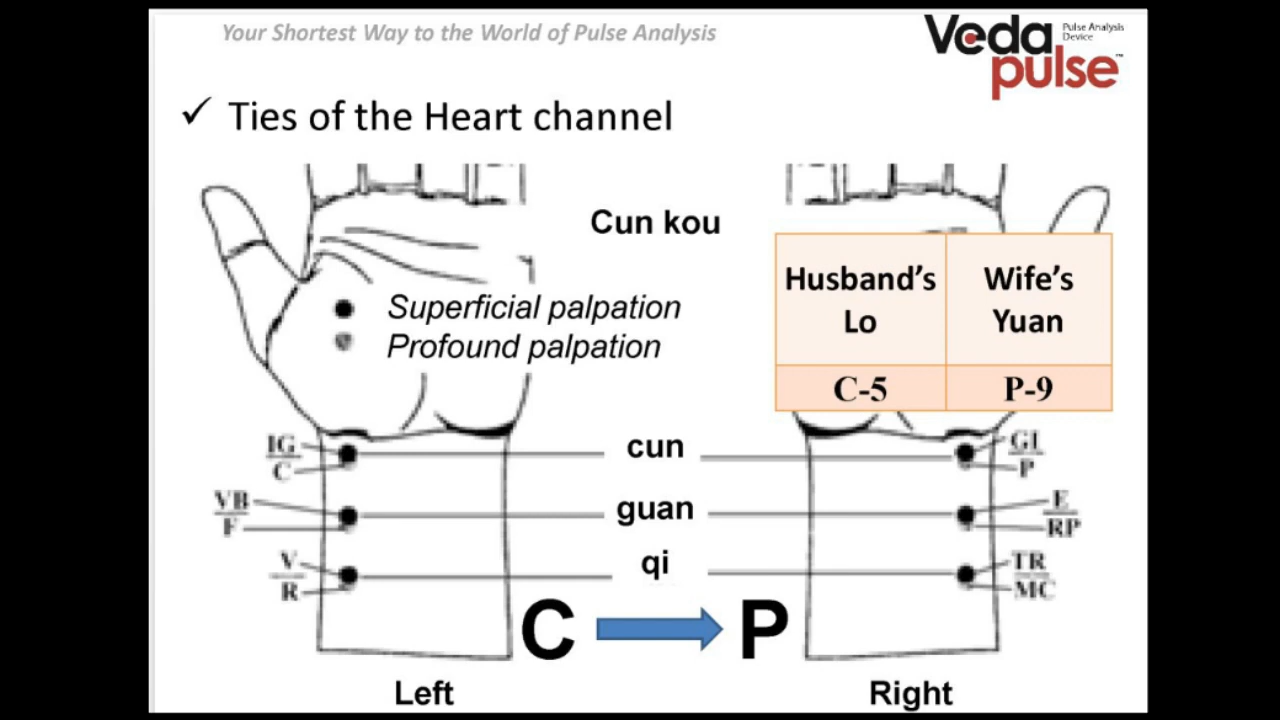 Your Shortest Way to the World of Pulse Analysis
Veda pulse™
Pulse Analysis
Device
✓ Ties of the Heart channel
Cun kou
Superficial palpation
Profound palpation
Husband's Lo
Wife's Yuan
C-5
P-9
IG
C
cun
GI
P
VB
F
guan
E
RP
V
R
qi
TR
MC
C
P
Left
Right